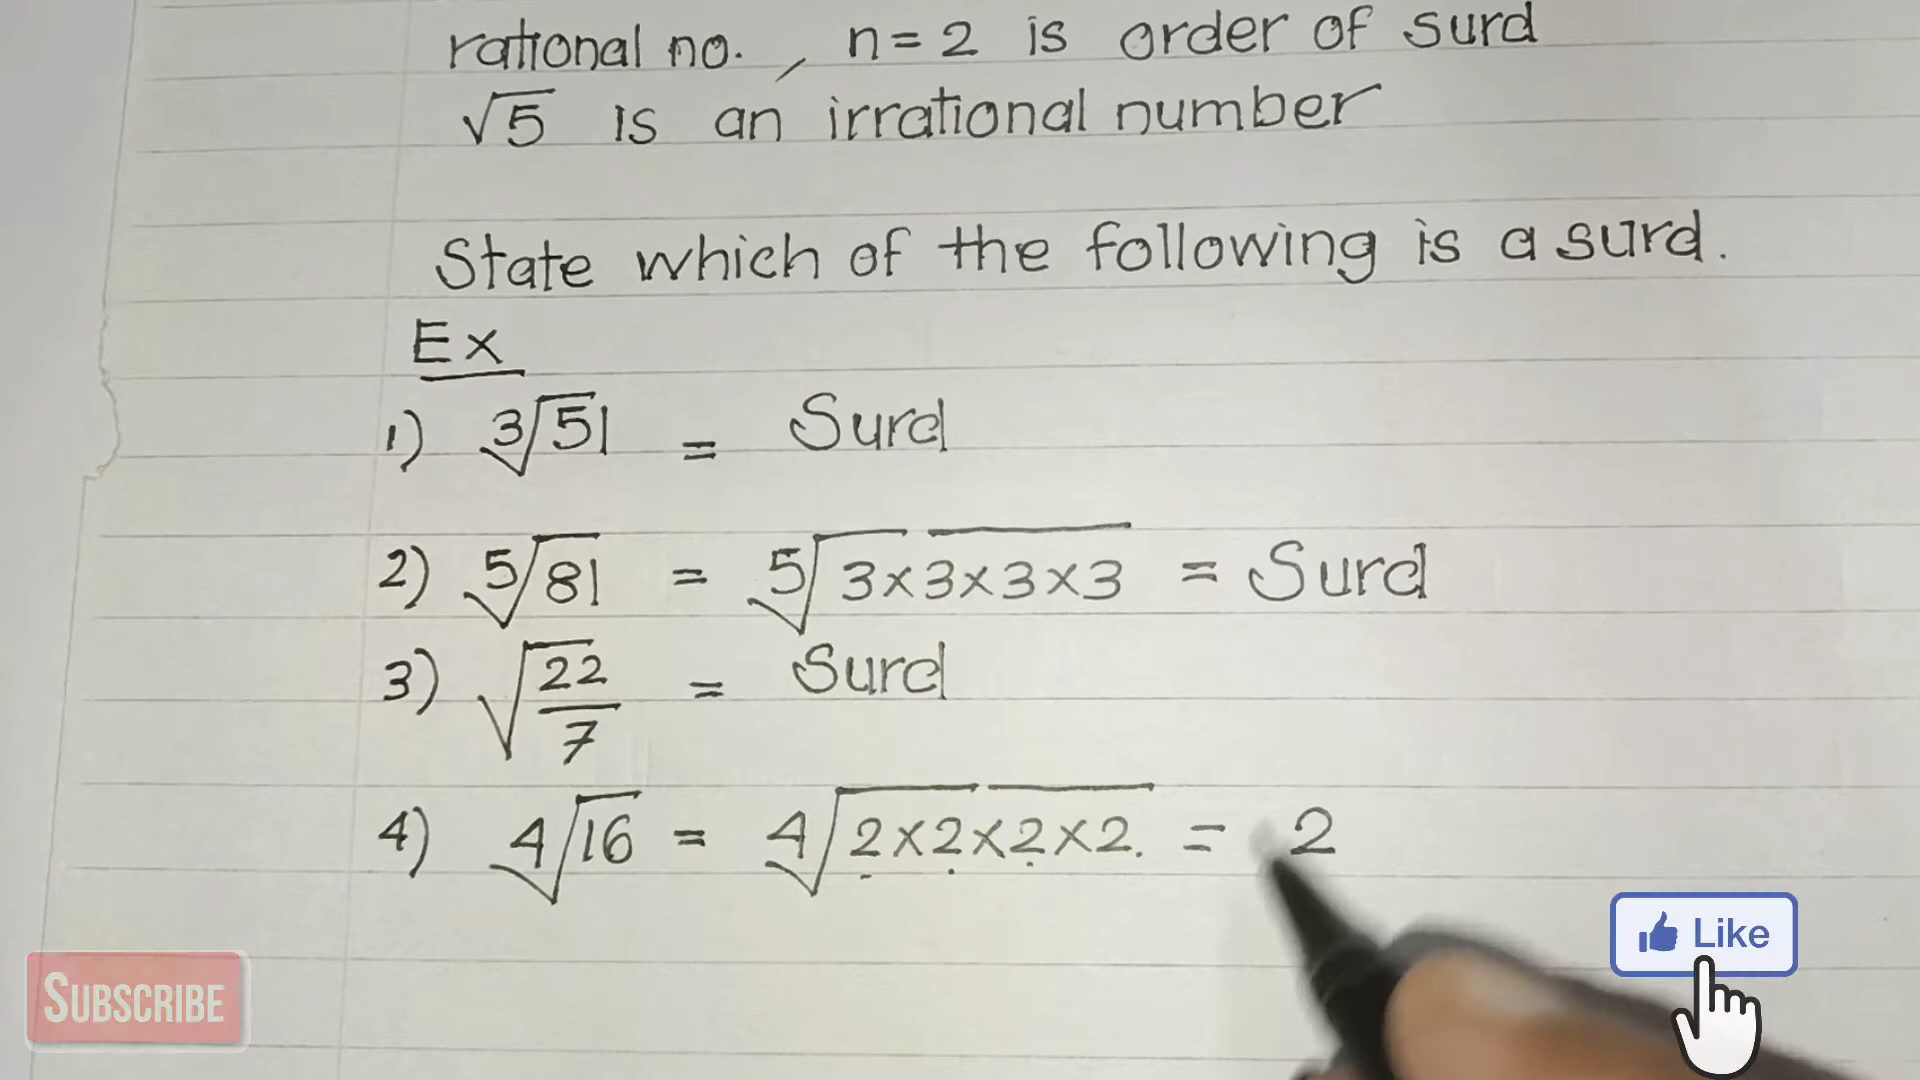 rational no. , n = 2 is order of surd
√5 is an irrational number
State which of the following is a surd.
Ex
1) ³√51 = Surd
2) ⁵√81 = ⁵√3×3×3×3 = Surd
3) √22/7 = Surd
4) ⁴√16 = ⁴√2×2×2×2. = 2
Like
SUBSCRIBE